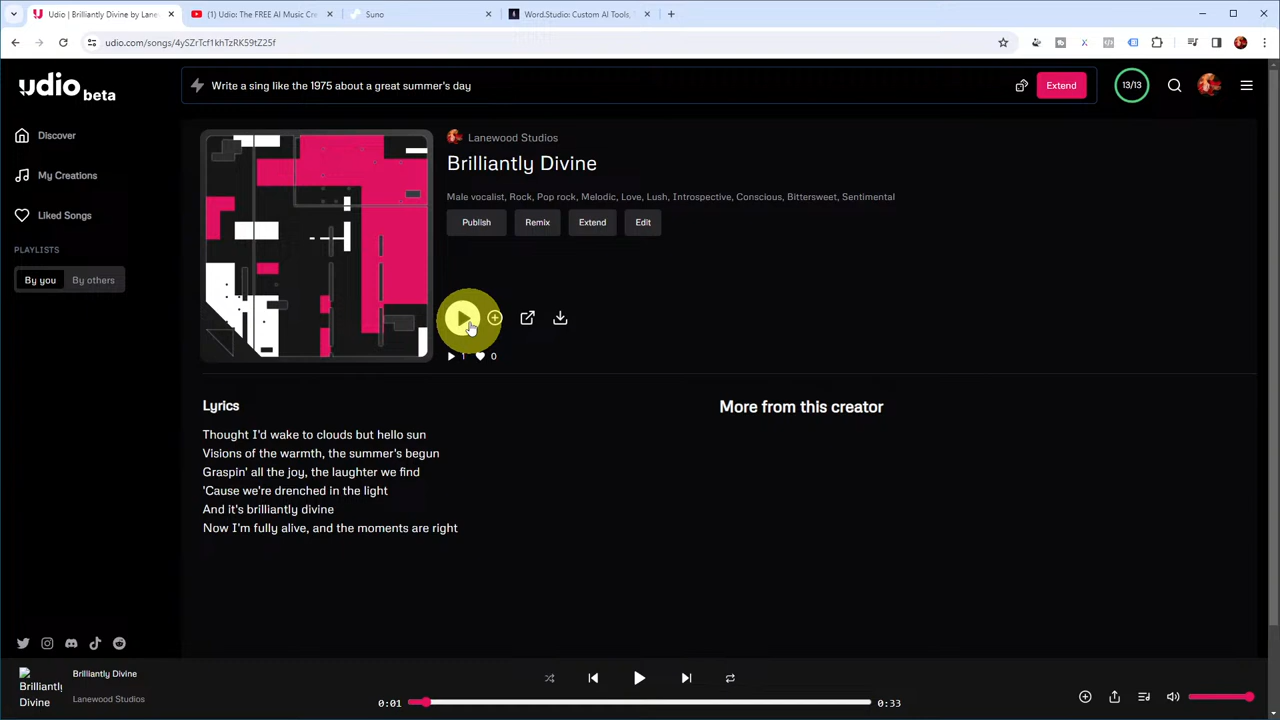 Udio | Brilliantly Divine by Lane
(1) Udio: The FREE AI Music Cre
Suno
Word.Studio: Custom AI Tools,
udio.com/songs/4ySZrTcf1khTzRK59tZ25f
udio beta
Write a sing like the 1975 about a great summer's day
Extend
13/13
Discover
My Creations
Liked Songs
PLAYLISTS
By you
By others
Lanewood Studios
Brilliantly Divine
Male vocalist, Rock, Pop rock, Melodic, Love, Lush, Introspective, Conscious, Bittersweet, Sentimental
Publish
Remix
Extend
Edit
1
0
Lyrics
Thought I'd wake to clouds but hello sun
Visions of the warmth, the summer's begun
Graspin' all the joy, the laughter we find
'Cause we're drenched in the light
And it's brilliantly divine
Now I'm fully alive, and the moments are right
More from this creator
Brilliantly Divine
Brilliantly Divine
Lanewood Studios
0:01
0:33